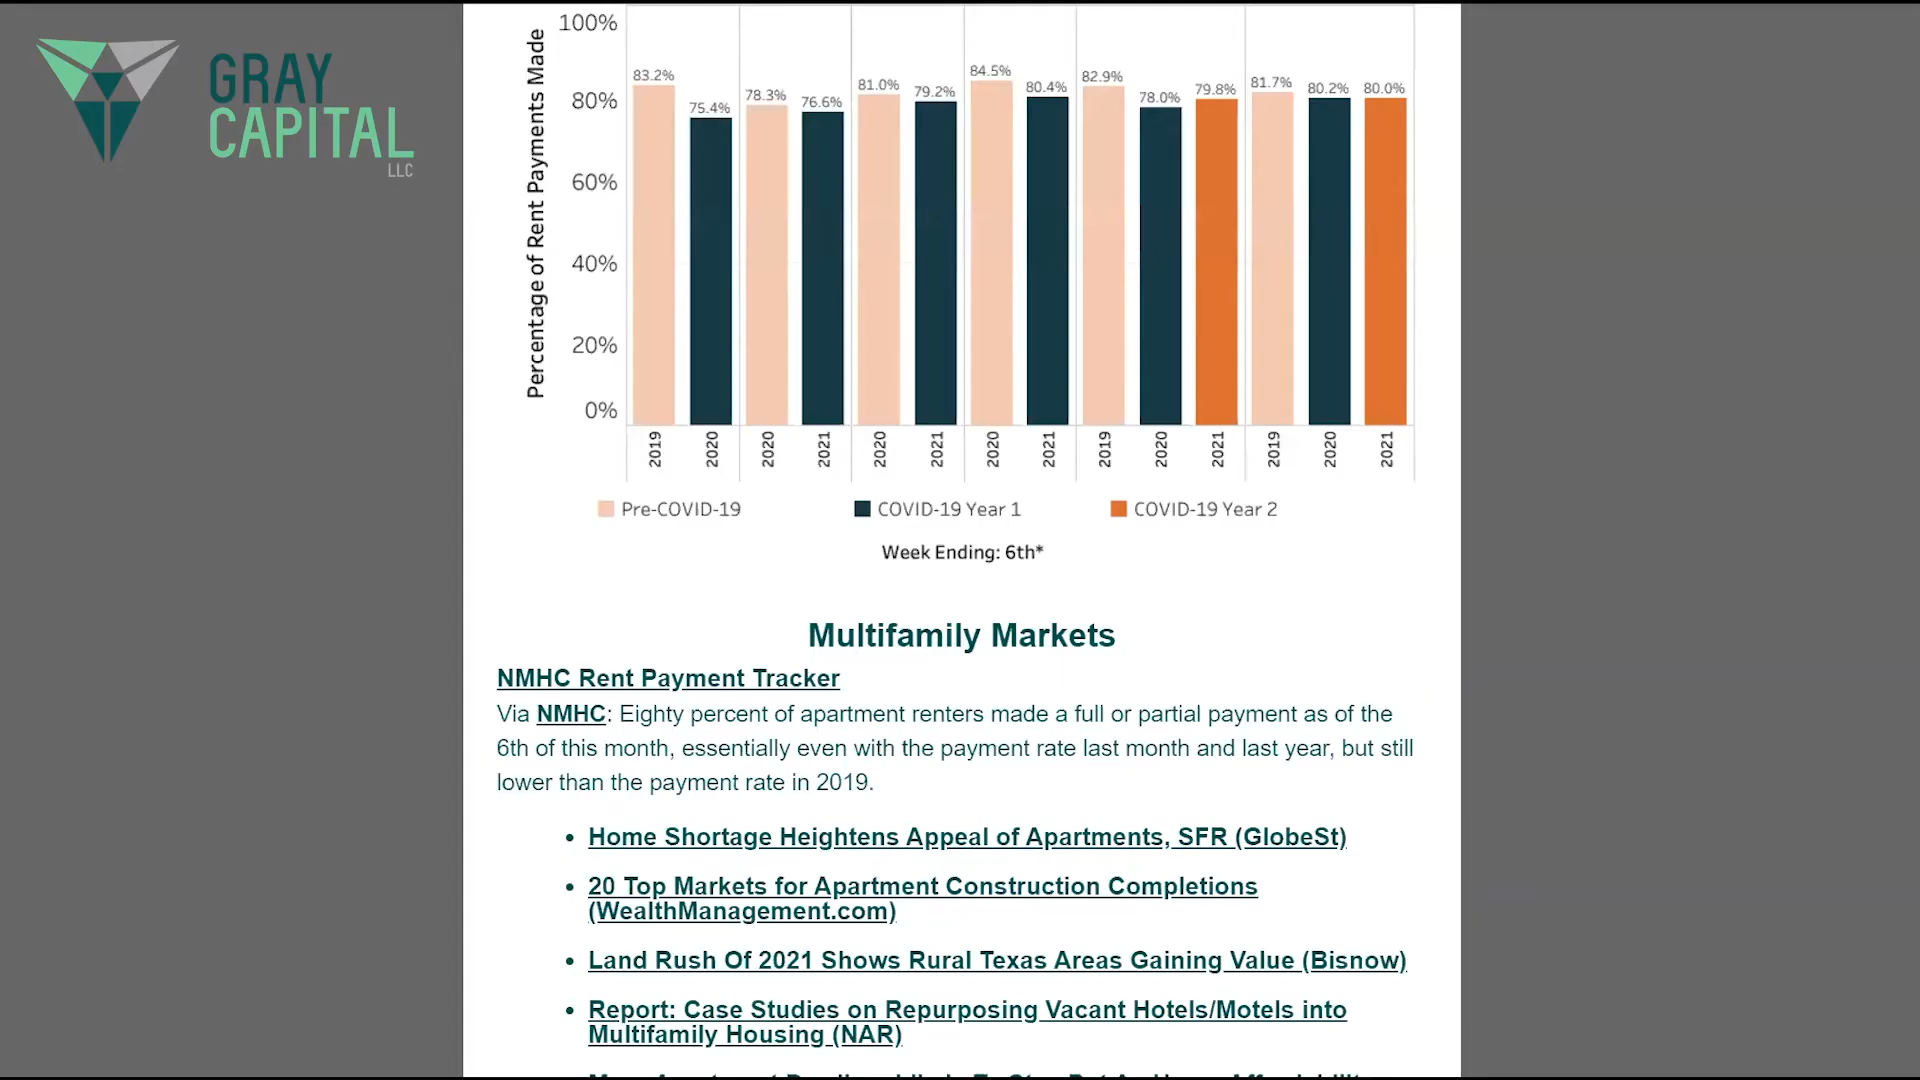 GRAY
CAPITAL
LLC
Percentage of Rent Payments Made
100%
80%
60%
40%
20%
0%
83.2%
75.4%
78.3%
76.6%
81.0%
79.2%
84.5%
80.4%
82.9%
78.0%
79.8%
81.7%
80.2%
80.0%
2019
2020
2020
2021
2020
2021
2020
2021
2019
2020
2021
2019
2020
2021
Pre-COVID-19
COVID-19 Year 1
COVID-19 Year 2
Week Ending: 6th*
Multifamily Markets
NMHC Rent Payment Tracker
Via NMHC: Eighty percent of apartment renters made a full or partial payment as of the
6th of this month, essentially even with the payment rate last month and last year, but still
lower than the payment rate in 2019.
• Home Shortage Heightens Appeal of Apartments, SFR (GlobeSt)
• 20 Top Markets for Apartment Construction Completions
(WealthManagement.com)
• Land Rush Of 2021 Shows Rural Texas Areas Gaining Value (Bisnow)
• Report: Case Studies on Repurposing Vacant Hotels/Motels into
Multifamily Housing (NAR)